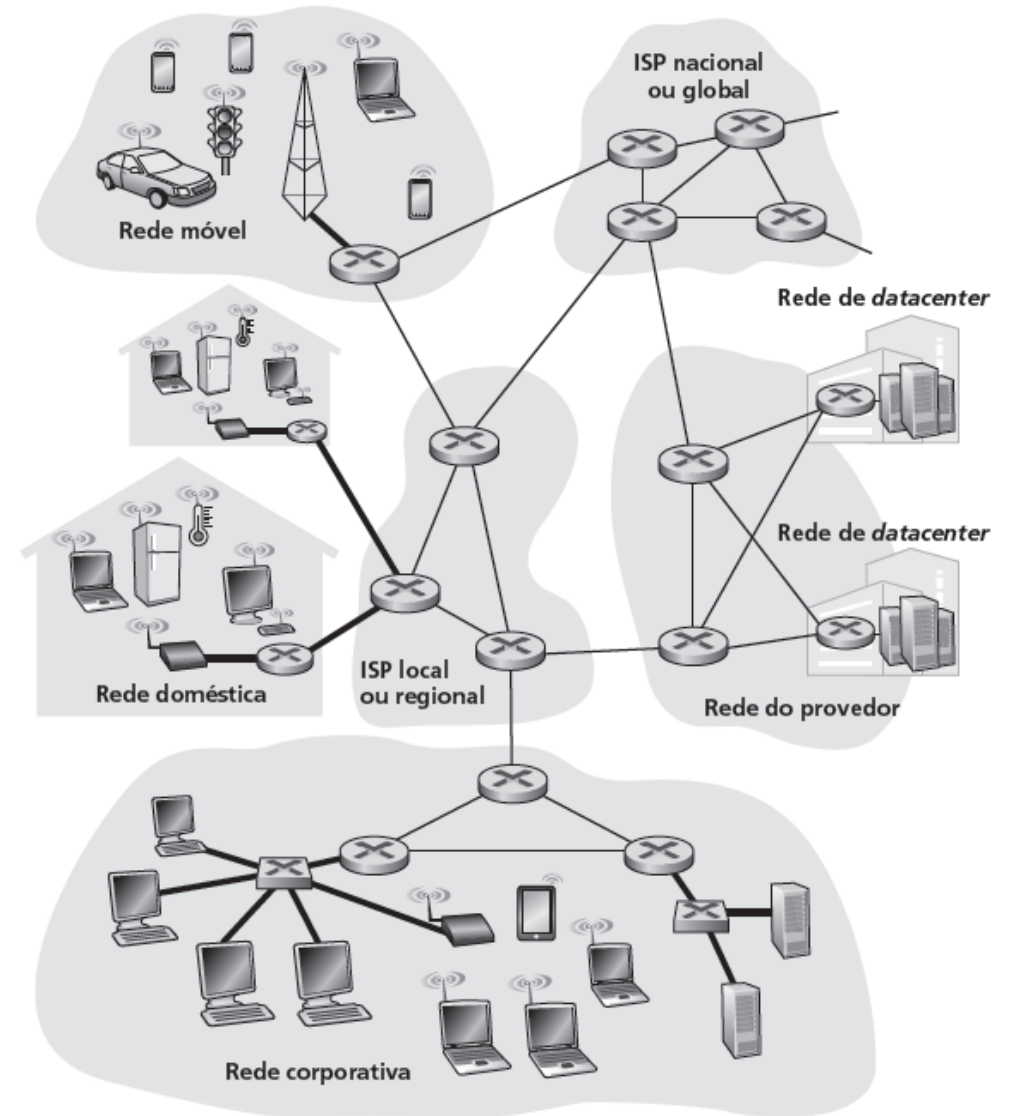 ISP nacional
ou global
Rede móvel
Rede de datacenter
Rede de datacenter
Rede doméstica
ISP local
ou regional
Rede do provedor
Rede corporativa